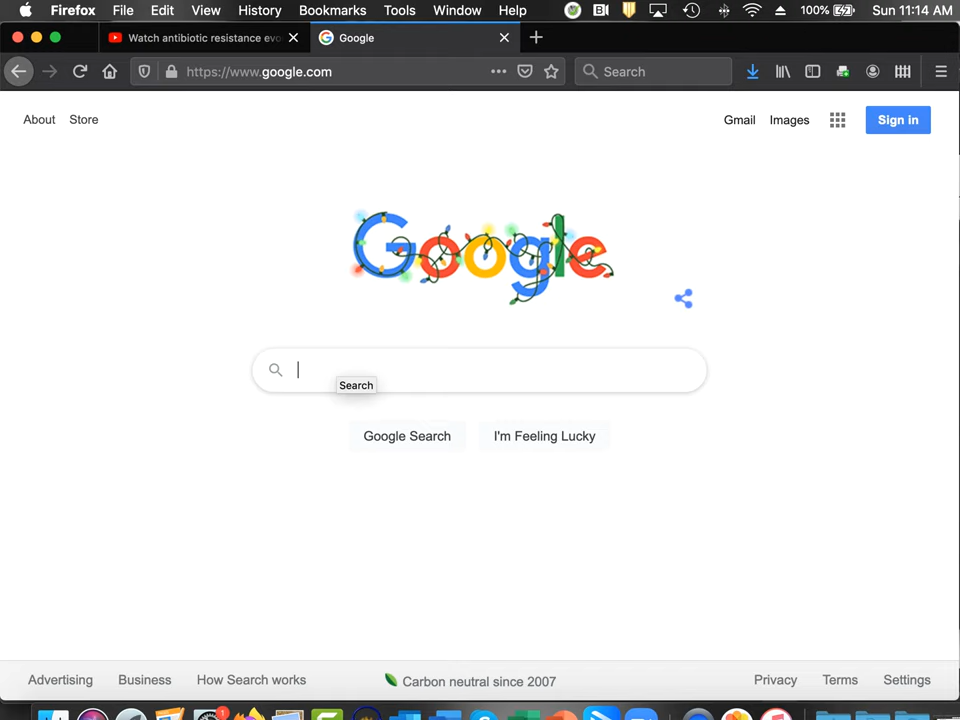 Firefox File Edit View History Bookmarks Tools Window Help 100% Sun 11:14 AM
Watch antibiotic resistance evo Google
https://www.google.com Search
About Store Gmail Images Sign in
Google
Search
Google Search I'm Feeling Lucky
Advertising Business How Search works Carbon neutral since 2007 Privacy Terms Settings